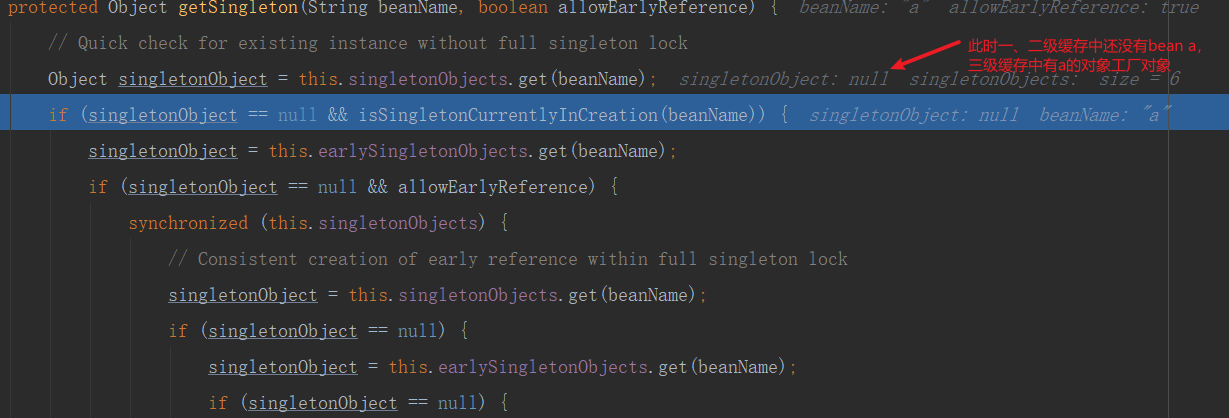 protected Object getSingleton(String beanName, boolean allowEarlyReference) { beanName: "a" allowEarlyReference: true
// Quick check for existing instance without full singleton lock
此时一、二级缓存中还没有bean a,
Object singletonObject = this.singletonObjects.get(beanName); singletonObject: null singletonObjects: size = 6
三级缓存中有a的对象工厂对象
if (singletonObject == null && isSingletonCurrentlyInCreation(beanName)) { singletonObject: null beanName: "a"
singletonObject = this.earlySingletonObjects.get(beanName);
if (singletonObject == null && allowEarlyReference) {
synchronized (this.singletonObjects) {
// Consistent creation of early reference within full singleton lock
singletonObject = this.singletonObjects.get(beanName);
if (singletonObject == null) {
singletonObject = this.earlySingletonObjects.get(beanName);
if (singletonObject == null) {